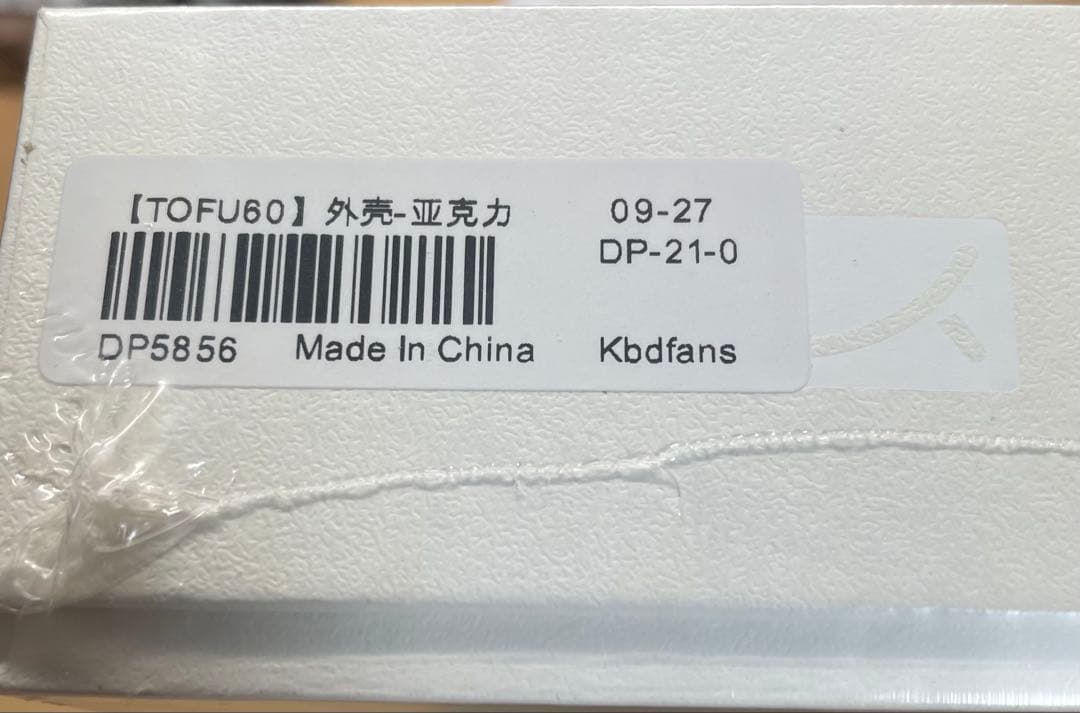 【TOFU60】外壳-亚克力
09-27
DP-21-0
DP5856
Made In China
Kbdfans